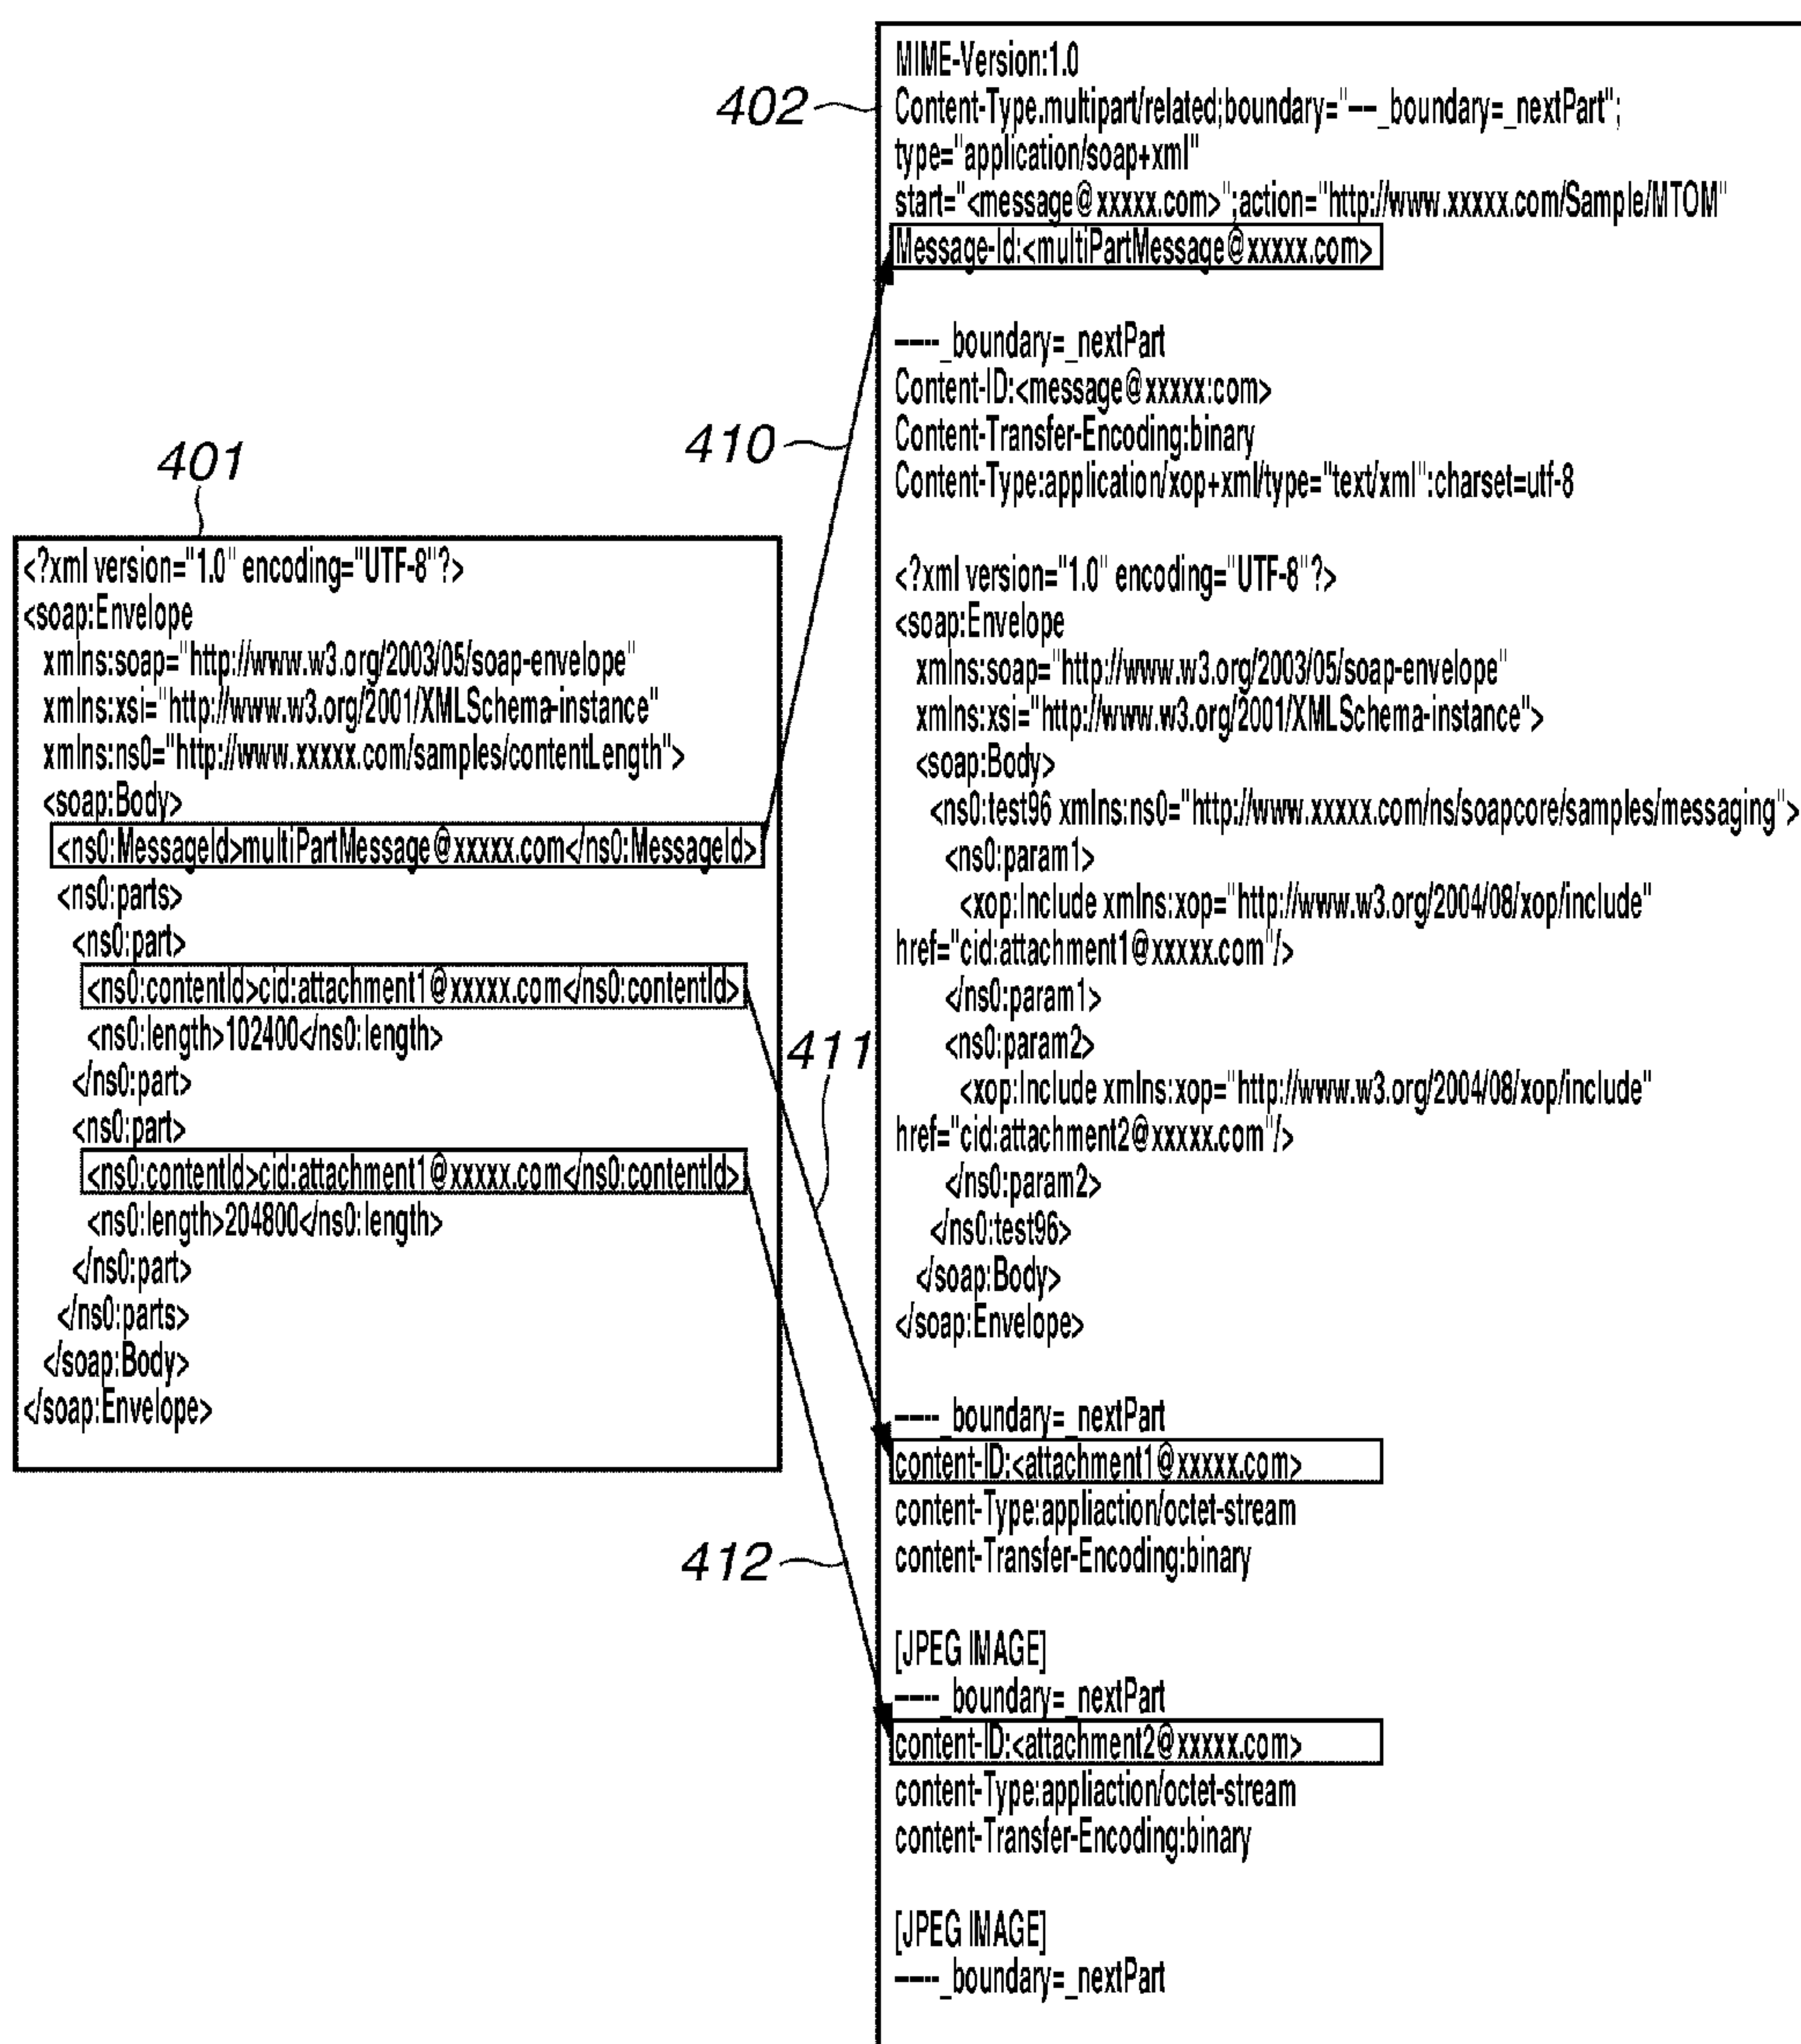 401
<?xml version="1.0" encoding="UTF-8"?>
<soap:Envelope
xmlns:soap="http://www.w3.org/2003/05/soap-envelope"
xmlns:xsi="http://www.w3.org/2001/XMLSchema-instance"
xmlns:ns0="http://www.xxxxx.com/samples/contentLength">
<soap:Body>
<ns0:MessageId>multiPartMessage@xxxxx.com</ns0:MessageId>
<ns0:parts>
<ns0:part>
<ns0:contentId>cid:attachment1@xxxxx.com</ns0:contentId>
<ns0:length>102400</ns0:length>
</ns0:part>
<ns0:part>
<ns0:contentId>cid:attachment1@xxxxx.com</ns0:contentId>
<ns0:length>204800</ns0:length>
</ns0:part>
</ns0:parts>
</soap:Body>
</soap:Envelope>
402
410
411
412
MIME-Version:1.0
Content-Type.multipart/related;boundary="----_boundary=_nextPart";
type="application/soap+xml"
start="<message@xxxxx.com>";action="http://www.xxxxx.com/Sample/MTOM"
Message-Id:<multiPartMessage@xxxxx.com>
-----_boundary=_nextPart
Content-ID:<message@xxxxx:com>
Content-Transfer-Encoding:binary
Content-Type:application/xop+xml/type="text/xml":charset=utf-8
<?xml version="1.0" encoding="UTF-8"?>
<soap:Envelope
xmlns:soap="http://www.w3.org/2003/05/soap-envelope"
xmlns:xsi="http://www.w3.org/2001/XMLSchema-instance">
<soap:Body>
<ns0:test96 xmlns:ns0="http://www.xxxxx.com/ns/soapcore/samples/messaging">
<ns0:param1>
<xop:Include xmlns:xop="http://www.w3.org/2004/08/xop/include"
href="cid:attachment1@xxxxx.com"/>
</ns0:param1>
<ns0:param2>
<xop:Include xmlns:xop="http://www.w3.org/2004/08/xop/include"
href="cid:attachment2@xxxxx.com"/>
</ns0:param2>
</ns0:test96>
</soap:Body>
</soap:Envelope>
-----_boundary=_nextPart
content-ID:<attachment1@xxxxx.com>
content-Type:appliaction/octet-stream
content-Transfer-Encoding:binary
[JPEG IMAGE]
-----_boundary=_nextPart
content-ID:<attachment2@xxxxx.com>
content-Type:appliaction/octet-stream
content-Transfer-Encoding:binary
[JPEG IMAGE]
-----_boundary=_nextPart